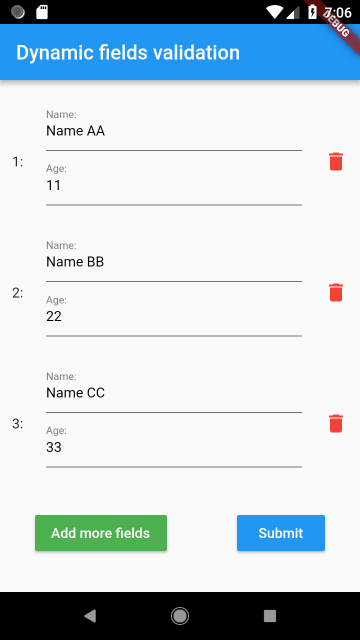 7:06
DEBUG
Dynamic fields validation
Name:
Name AA
1:
Age:
11
Name:
Name BB
2:
Age:
22
Name:
Name CC
3:
Age:
33
Add more fields
Submit